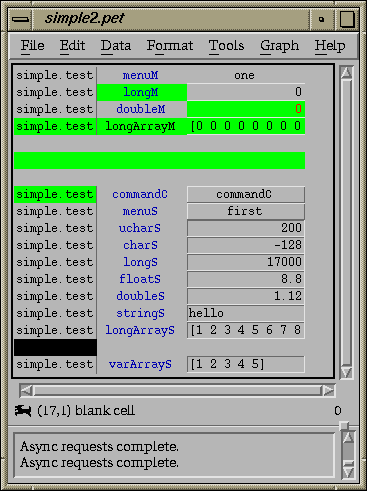 simple2.pet
File Edit Data Format Tools Graph Help
simple.test menuM one
simple.test longM 0
simple.test doubleM 0
simple.test longArrayM [0 0 0 0 0 0 0 0
simple.test commandC commandC
simple.test menuS first
simple.test ucharS 200
simple.test charS -128
simple.test longS 17000
simple.test floatS 8.8
simple.test doubleS 1.12
simple.test stringS hello
simple.test longArrayS [1 2 3 4 5 6 7 8
simple.test varArrayS [1 2 3 4 5]
(17,1) blank cell 0
Async requests complete.
Async requests complete.